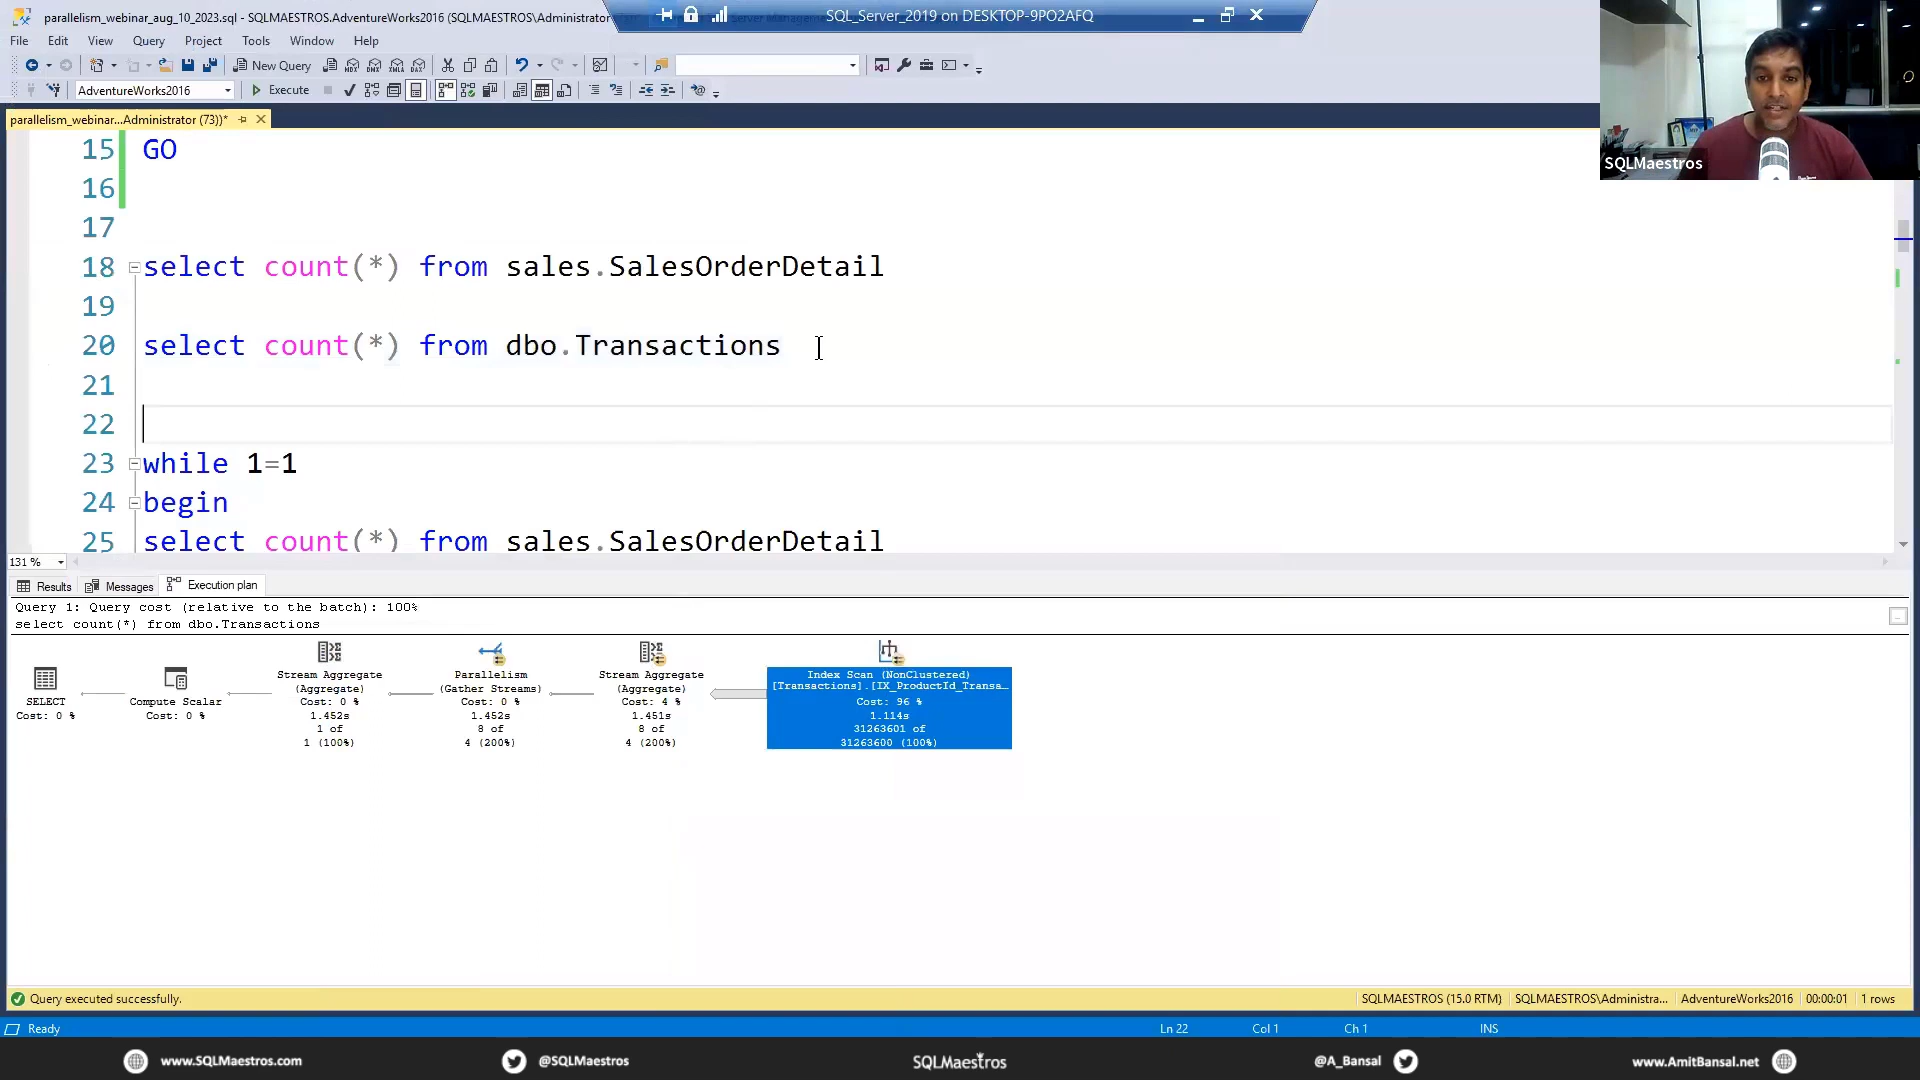 parallelism_webinar_aug_10_2023.sql - SQLMAESTROS.AdventureWorks2016 (SQLMAESTROS\Administrator
SQL_Server_2019 on DESKTOP-9PO2AFQ
File Edit View Query Project Tools Window Help
New Query
AdventureWorks2016 Execute
parallelism_webinar...Administrator (73))*
SQLMaestros
15 GO
16
17
18 select count(*) from sales.SalesOrderDetail
19
20 select count(*) from dbo.Transactions
21
22
23 while 1=1
24 begin
25 select count(*) from sales.SalesOrderDetail
131 %
Results Messages Execution plan
Query 1: Query cost (relative to the batch): 100%
select count(*) from dbo.Transactions
SELECT
Cost: 0 %
Compute Scalar
Cost: 0 %
Stream Aggregate
(Aggregate)
Cost: 0 %
1.452s
1 of
1 (100%)
Parallelism
(Gather Streams)
Cost: 0 %
1.452s
8 of
4 (200%)
Stream Aggregate
(Aggregate)
Cost: 4 %
1.451s
8 of
4 (200%)
Index Scan (NonClustered)
[Transactions].[IX_ProductId_Transa…
Cost: 96 %
1.114s
31263601 of
31263600 (100%)
Query executed successfully.
SQLMAESTROS (15.0 RTM) SQLMAESTROS\Administra... AdventureWorks2016 00:00:01 1 rows
Ready Ln 22 Col 1 Ch 1 INS
www.SQLMaestros.com @SQLMaestros SQLMaestros @A_Bansal www.AmitBansal.net